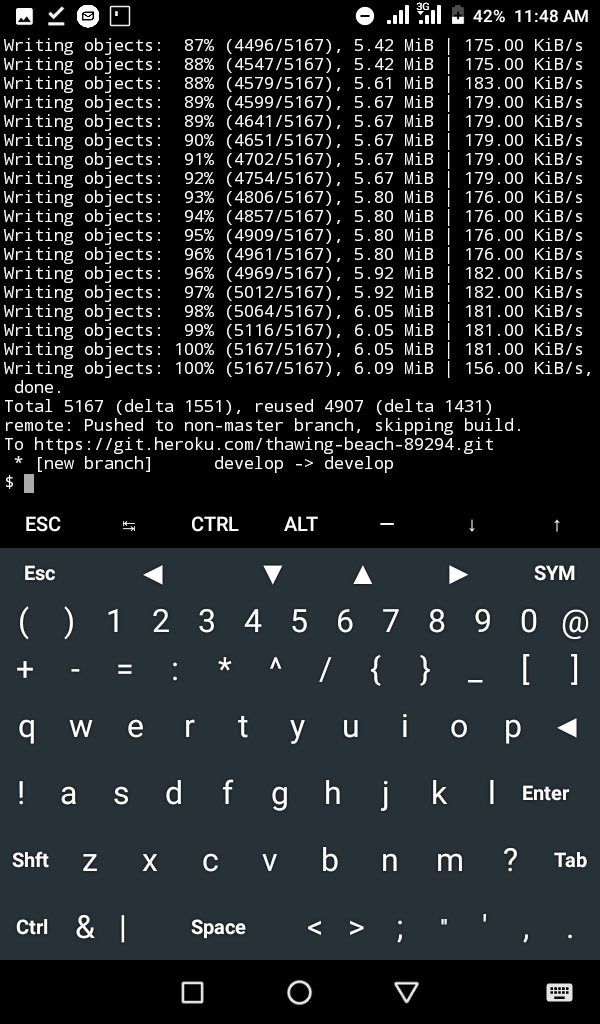 3G 42% 11:48 AM
Writing objects:  87% (4496/5167), 5.42 MiB | 175.00 KiB/s
Writing objects:  88% (4547/5167), 5.42 MiB | 175.00 KiB/s
Writing objects:  88% (4579/5167), 5.61 MiB | 183.00 KiB/s
Writing objects:  89% (4599/5167), 5.67 MiB | 179.00 KiB/s
Writing objects:  89% (4641/5167), 5.67 MiB | 179.00 KiB/s
Writing objects:  90% (4651/5167), 5.67 MiB | 179.00 KiB/s
Writing objects:  91% (4702/5167), 5.67 MiB | 179.00 KiB/s
Writing objects:  92% (4754/5167), 5.67 MiB | 179.00 KiB/s
Writing objects:  93% (4806/5167), 5.80 MiB | 176.00 KiB/s
Writing objects:  94% (4857/5167), 5.80 MiB | 176.00 KiB/s
Writing objects:  95% (4909/5167), 5.80 MiB | 176.00 KiB/s
Writing objects:  96% (4961/5167), 5.80 MiB | 176.00 KiB/s
Writing objects:  96% (4969/5167), 5.92 MiB | 182.00 KiB/s
Writing objects:  97% (5012/5167), 5.92 MiB | 182.00 KiB/s
Writing objects:  98% (5064/5167), 6.05 MiB | 181.00 KiB/s
Writing objects:  99% (5116/5167), 6.05 MiB | 181.00 KiB/s
Writing objects: 100% (5167/5167), 6.05 MiB | 181.00 KiB/s
Writing objects: 100% (5167/5167), 6.09 MiB | 156.00 KiB/s,
 done.
Total 5167 (delta 1551), reused 4907 (delta 1431)
remote: Pushed to non-master branch, skipping build.
To https://git.heroku.com/thawing-beach-89294.git
 * [new branch]      develop -> develop
$
ESC ↹ CTRL ALT — ↓ ↑
Esc ◀ ▼ ▲ ▶ SYM
( ) 1 2 3 4 5 6 7 8 9 0 @
+ - = : * ^ / { } _ [ ]
q w e r t y u i o p ◀
! a s d f g h j k l Enter
Shft z x c v b n m ? Tab
Ctrl & | Space < > ; " ' , .